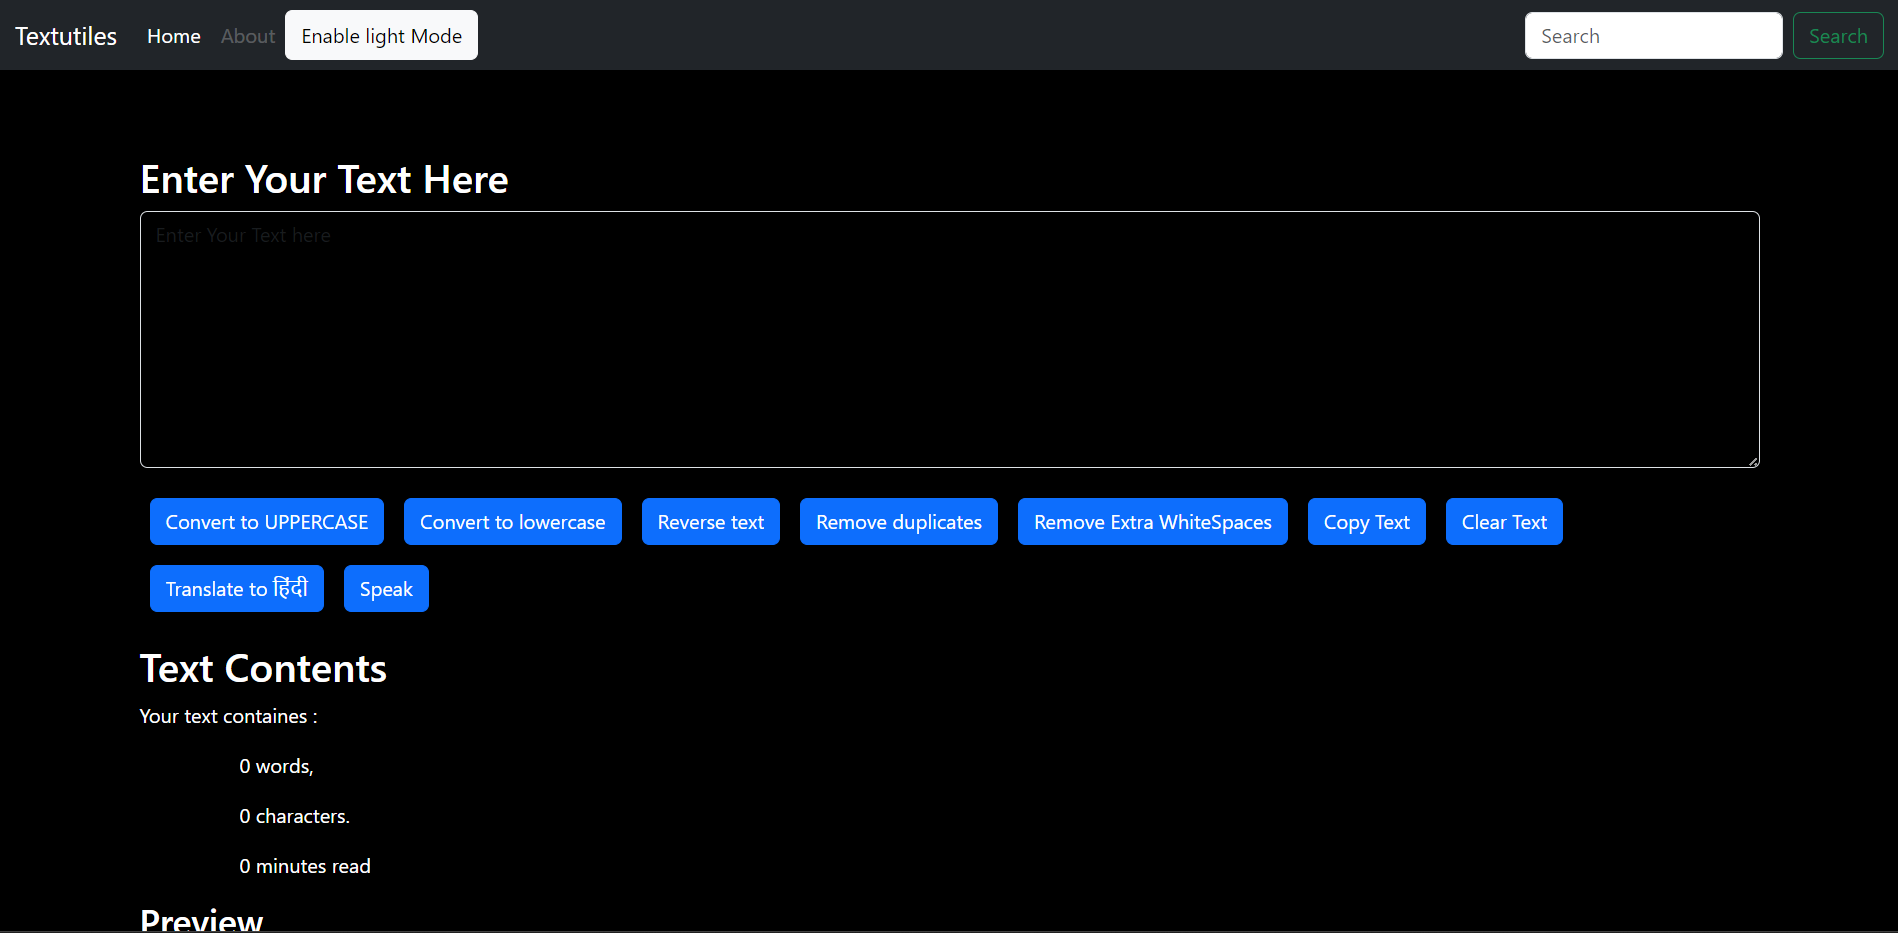 Textutiles Home About Enable light Mode Search Search
Enter Your Text Here
Enter Your Text here
Convert to UPPERCASE Convert to lowercase Reverse text Remove duplicates Remove Extra WhiteSpaces Copy Text Clear Text
Translate to हिंदी Speak
Text Contents
Your text containes :
0 words,
0 characters.
0 minutes read
Preview